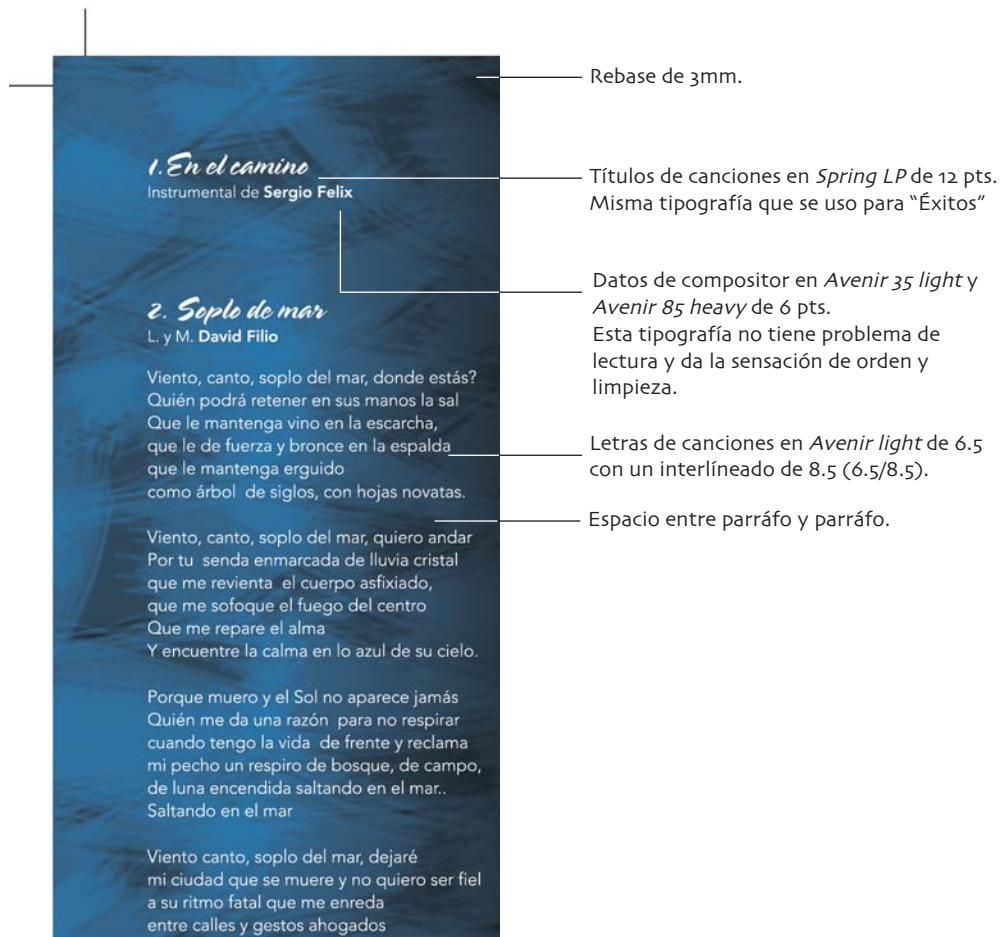 1. En el camino
Instrumental de Sergio Felix
2. Soplo de mar
L. y M. David Filio
Viento, canto, soplo del mar, donde estás?
Quién podrá retener en sus manos la sal
Que le mantenga vino en la escarcha,
que le de fuerza y bronce en la espalda
que le mantenga erguido
como árbol de siglos, con hojas novatas.
Viento, canto, soplo del mar, quiero andar
Por tu senda enmarcada de lluvia cristal
que me revienta el cuerpo asfixiado,
que me sofoque el fuego del centro
Que me repare el alma
Y encuentre la calma en lo azul de su cielo.
Porque muero y el Sol no aparece jamás
Quién me da una razón para no respirar
cuando tengo la vida de frente y reclama
mi pecho un respiro de bosque, de campo,
de luna encendida saltando en el mar..
Saltando en el mar
Viento canto, soplo del mar, dejaré
mi ciudad que se muere y no quiero ser fiel
a su ritmo fatal que me enreda
entre calles y gestos ahogados
Rebase de 3mm.
Títulos de canciones en Spring LP de 12 pts.
Misma tipografía que se uso para “Éxitos”
Datos de compositor en Avenir 35 light y
Avenir 85 heavy de 6 pts.
Esta tipografía no tiene problema de
lectura y da la sensación de orden y
limpieza.
Letras de canciones en Avenir light de 6.5
con un interlíneado de 8.5 (6.5/8.5).
Espacio entre parráfo y parráfo.